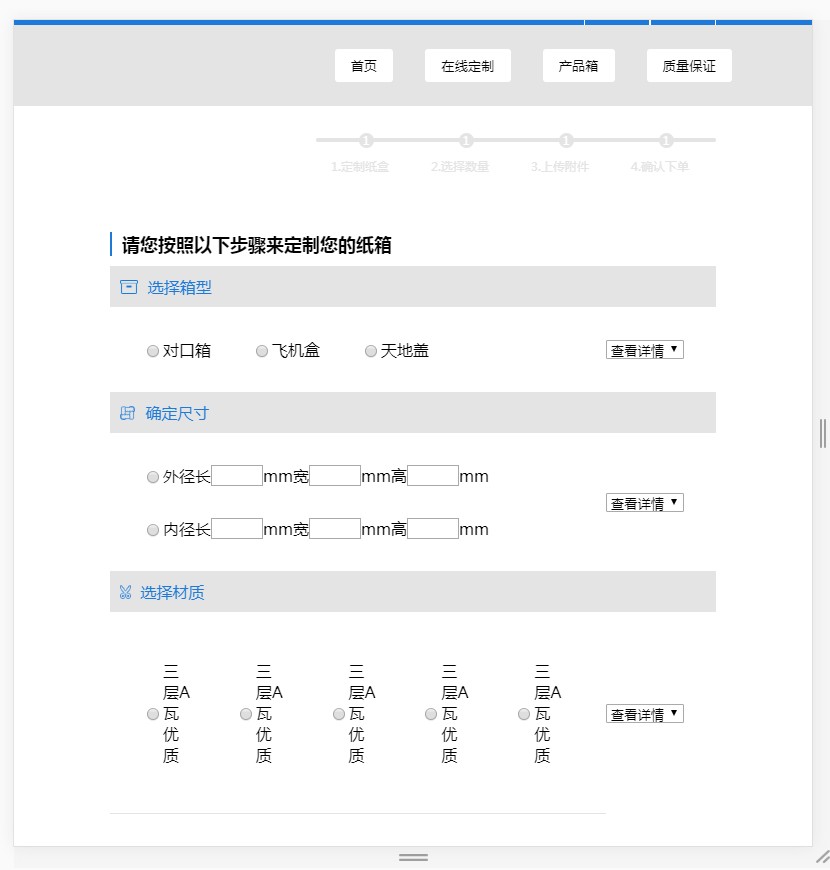 首页 在线定制 产品箱 质量保证
1 1 1 1
1.定制纸盒 2.选择数量 3.上传附件 4.确认下单
请您按照以下步骤来定制您的纸箱
选择箱型
对口箱 飞机盒 天地盖 查看详情
确定尺寸
外径长 mm宽 mm高 mm
查看详情
内径长 mm宽 mm高 mm
选择材质
三 三 三 三 三
层A 层A 层A 层A 层A
瓦 瓦 瓦 瓦 瓦 查看详情
优 优 优 优 优
质 质 质 质 质